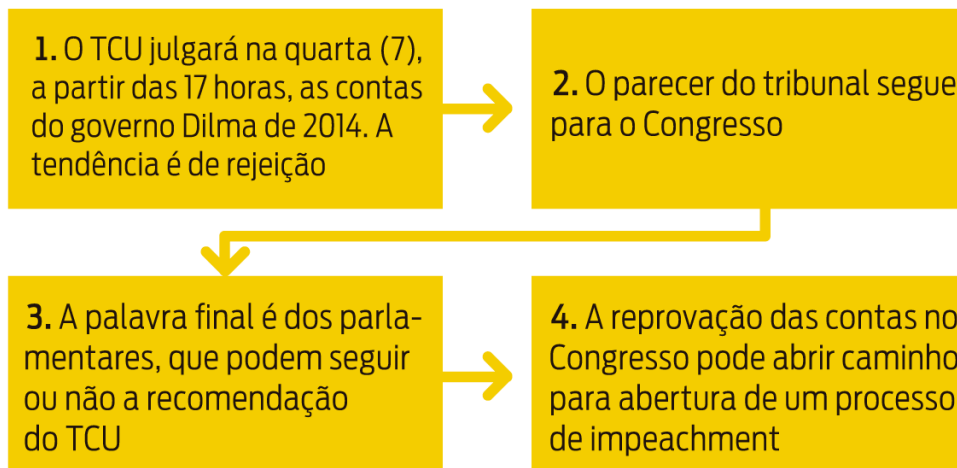 1. O TCU julgará na quarta (7),
a partir das 17 horas, as contas
do governo Dilma de 2014. A
tendência é de rejeição
2. O parecer do tribunal segue
para o Congresso
3. A palavra final é dos parla-
mentares, que podem seguir
ou não a recomendação
do TCU
4. A reprovação das contas no
Congresso pode abrir caminho
para abertura de um processo
de impeachment